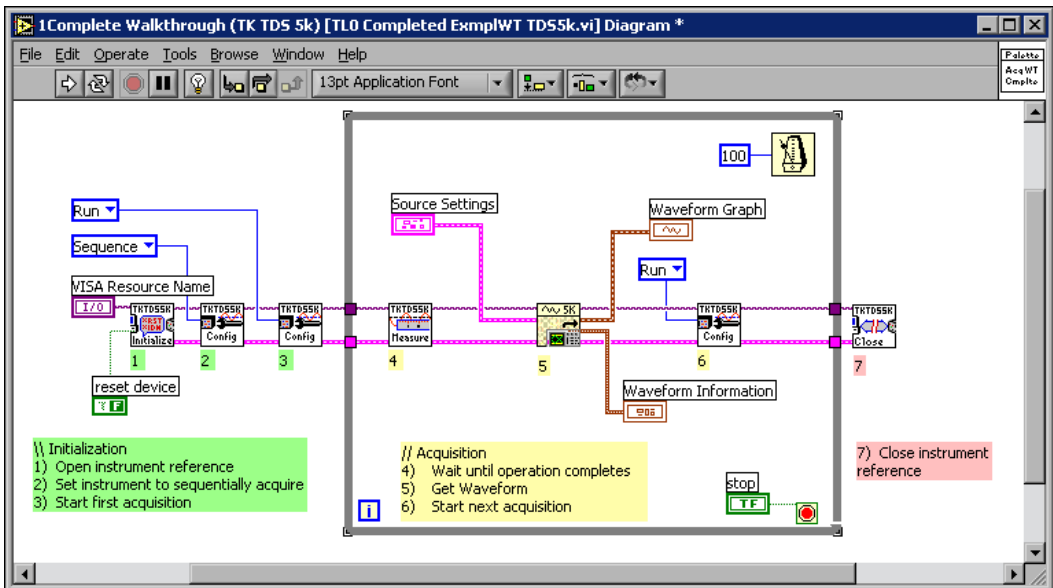 1Complete Walkthrough (TK TDS 5k) [TL0 Completed ExmplWT TDS5k.vi] Diagram *
File Edit Operate Tools Browse Window Help
Palette
AcqWT
Cmplte
13pt Application Font
100
Source Settings
Waveform Graph
Run
Sequence
Run
VISA Resource Name
I/O
TKTDS5K
XRST
XIDN
Initialize
TKTDS5K
Config
TKTDS5K
Config
TKTDS5K
Measure
5K
TKTDS5K
Config
TKTDS5K
Close
1
2
3
4
5
6
7
reset device
F
Waveform Information
\\ Initialization
1) Open instrument reference
2) Set instrument to sequentially acquire
3) Start first acquisition
// Acquisition
4) Wait until operation completes
5) Get Waveform
6) Start next acquisition
7) Close instrument
reference
stop
TF
i